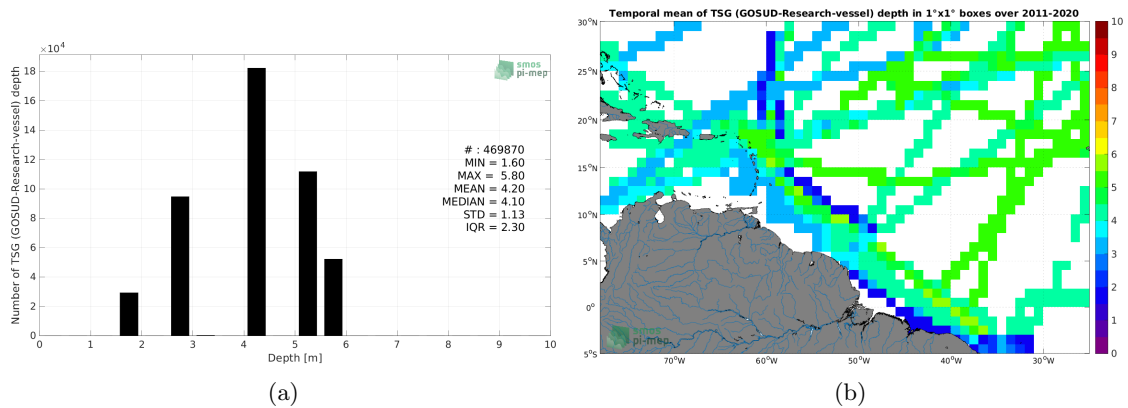 ×10⁴
18
16
14
12
10
8
6
4
2
0
Number of TSG (GOSUD-Research-vessel) depth
smos
pi-mep
# : 469870
MIN = 1.60
MAX = 5.80
MEAN = 4.20
MEDIAN = 4.10
STD = 1.13
IQR = 2.30
0 1 2 3 4 5 6 7 8 9 10
Depth [m]
(a)
Temporal mean of TSG (GOSUD-Research-vessel) depth in 1°x1° boxes over 2011-2020
30°N
25°N
20°N
15°N
10°N
5°N
0°
5°S
smos
pi-mep
70°W 60°W 50°W 40°W 30°W
10
9
8
7
6
5
4
3
2
1
0
(b)